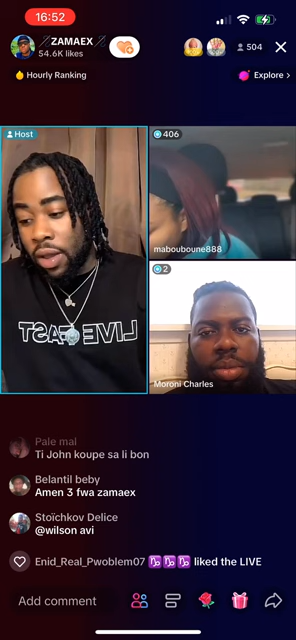 16:52
ZAMAEX
54.6K likes
504
Hourly Ranking
Explore >
Host
406
mabouboune888
2
LIVE FAST
Moroni Charles
Pale mal
Ti John koupe sa li bon
Belantil beby
Amen 3 fwa zamaex
Stoïchkov Delice
@wilson avi
Enid_Real_Pwoblem07 ♑♑♑ liked the LIVE
Add comment